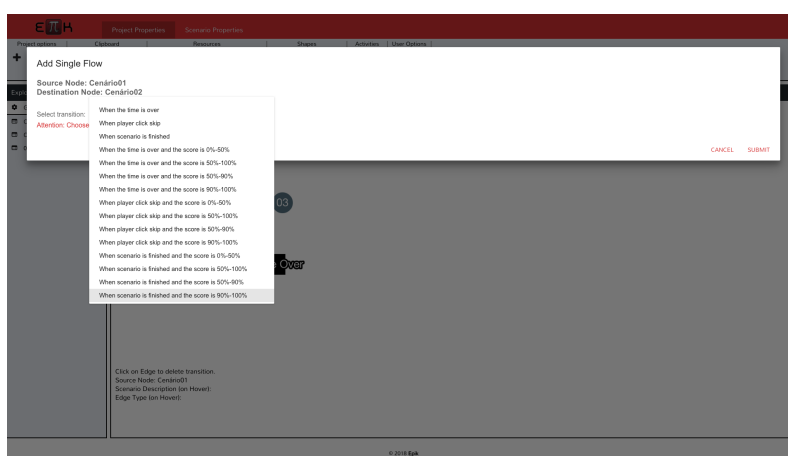 EπK
Project Properties
Scenario Properties
Project options
Clipboard
Resources
Shapes
Activities
User Options
Add Single Flow
Source Node: Cenário01
Destination Node: Cenário02
Select transition:
Attention: Choose
When the time is over
When player click skip
When scenario is finished
When the time is over and the score is 0%-50%
When the time is over and the score is 50%-100%
When the time is over and the score is 50%-90%
When the time is over and the score is 90%-100%
When player click skip and the score is 0%-50%
When player click skip and the score is 50%-100%
When player click skip and the score is 50%-90%
When player click skip and the score is 90%-100%
When scenario is finished and the score is 0%-50%
When scenario is finished and the score is 50%-100%
When scenario is finished and the score is 50%-90%
When scenario is finished and the score is 90%-100%
CANCEL
SUBMIT
03
Over
Click on Edge to delete transition.
Source Node: Cenário01
Scenario Description (on Hover):
Edge Type (on Hover):
© 2018 Epik